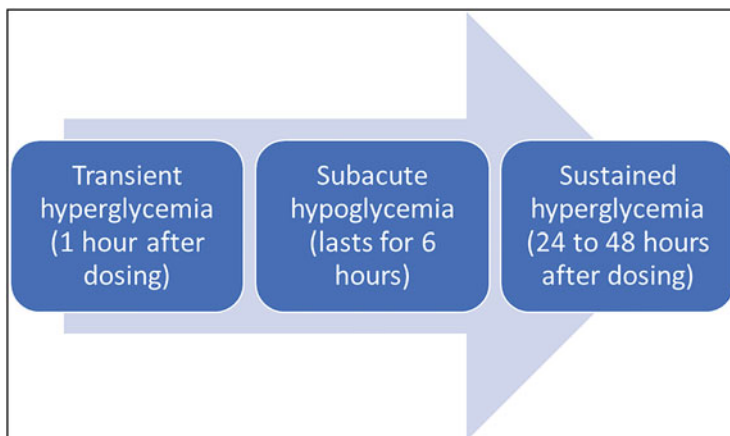 Transient
hyperglycemia
(1 hour after
dosing)
Subacute
hypoglycemia
(lasts for 6
hours)
Sustained
hyperglycemia
(24 to 48 hours
after dosing)